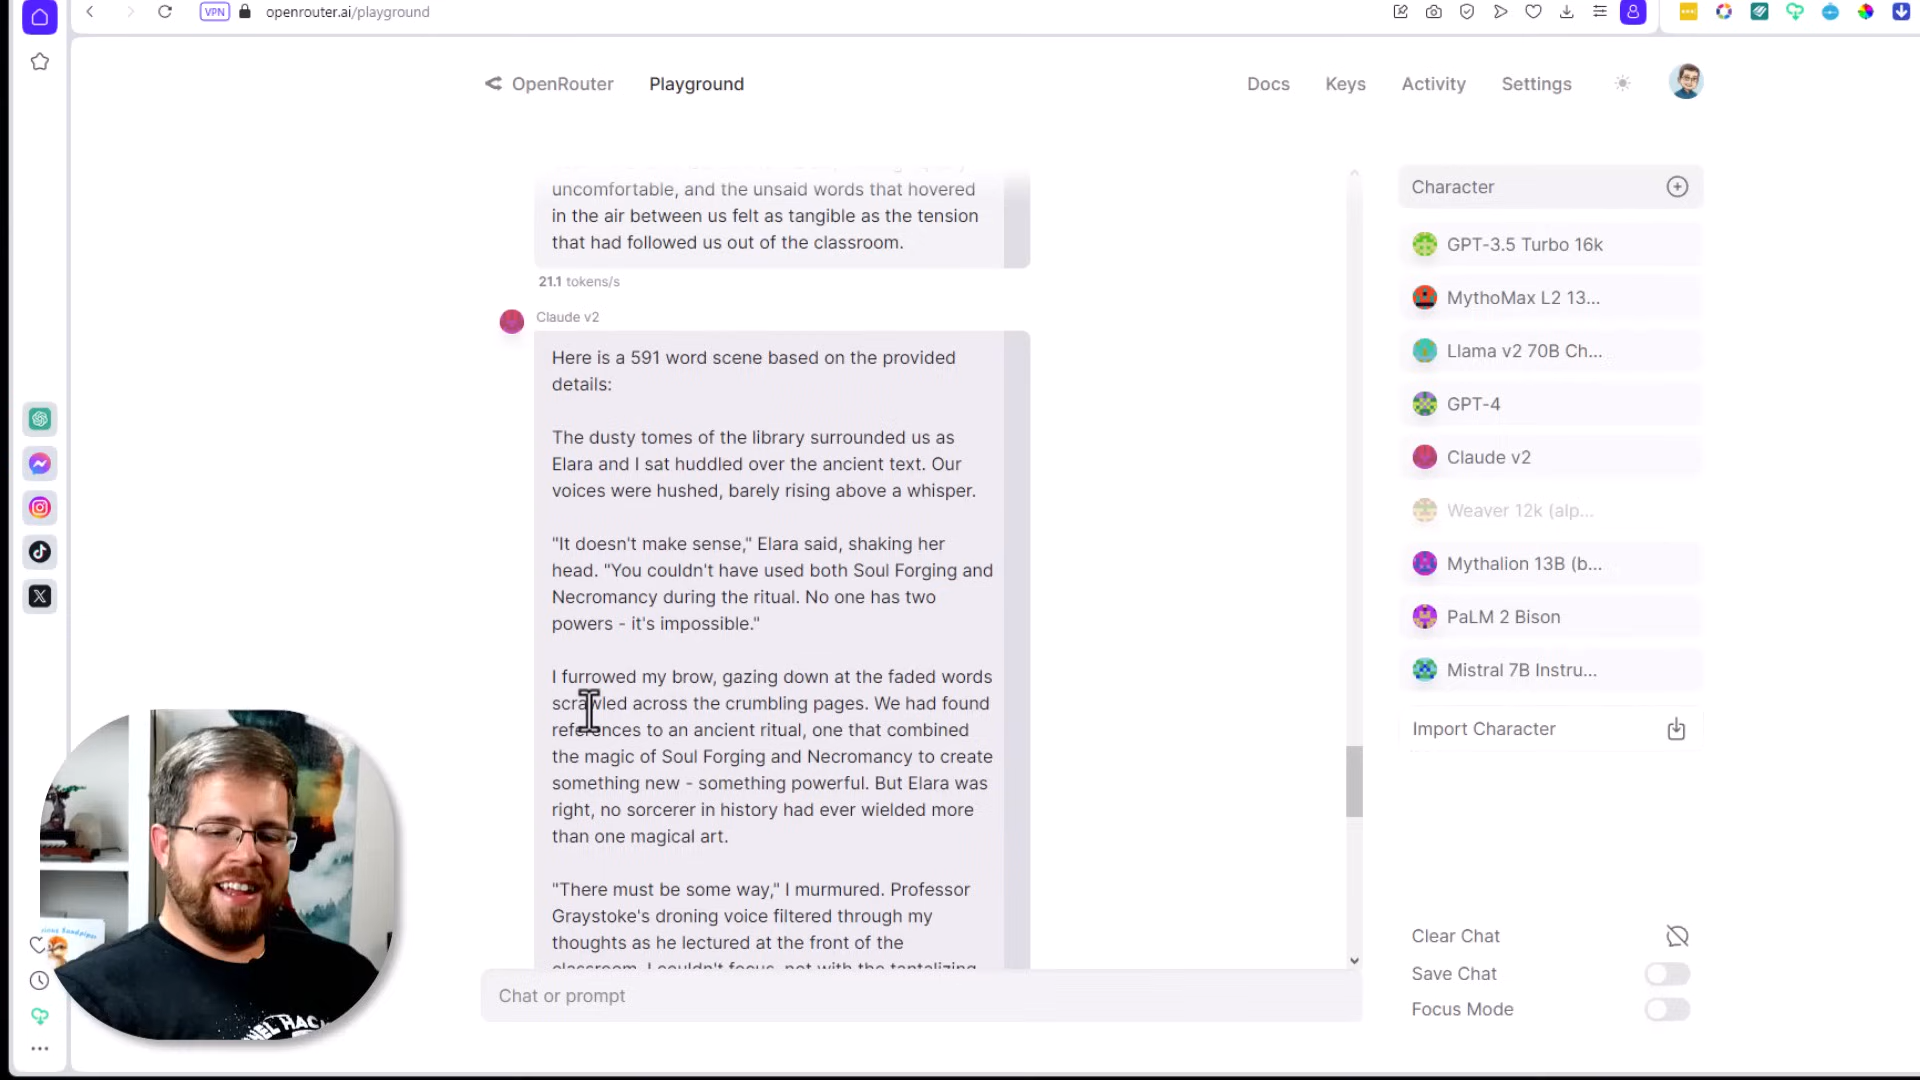 VPN
openrouter.ai/playground
OpenRouter
Playground
Docs
Keys
Activity
Settings
uncomfortable, and the unsaid words that hovered
in the air between us felt as tangible as the tension
that had followed us out of the classroom.
21.1 tokens/s
Claude v2
Here is a 591 word scene based on the provided
details:
The dusty tomes of the library surrounded us as
Elara and I sat huddled over the ancient text. Our
voices were hushed, barely rising above a whisper.
"It doesn't make sense," Elara said, shaking her
head. "You couldn't have used both Soul Forging and
Necromancy during the ritual. No one has two
powers - it's impossible."
I furrowed my brow, gazing down at the faded words
scrawled across the crumbling pages. We had found
references to an ancient ritual, one that combined
the magic of Soul Forging and Necromancy to create
something new - something powerful. But Elara was
right, no sorcerer in history had ever wielded more
than one magical art.
"There must be some way," I murmured. Professor
Graystoke's droning voice filtered through my
thoughts as he lectured at the front of the
classroom. I couldn't focus, not with the tantalizing
Chat or prompt
Character
GPT-3.5 Turbo 16k
MythoMax L2 13...
Llama v2 70B Ch...
GPT-4
Claude v2
Weaver 12k (alp...
Mythalion 13B (b...
PaLM 2 Bison
Mistral 7B Instru...
Import Character
Clear Chat
Save Chat
Focus Mode